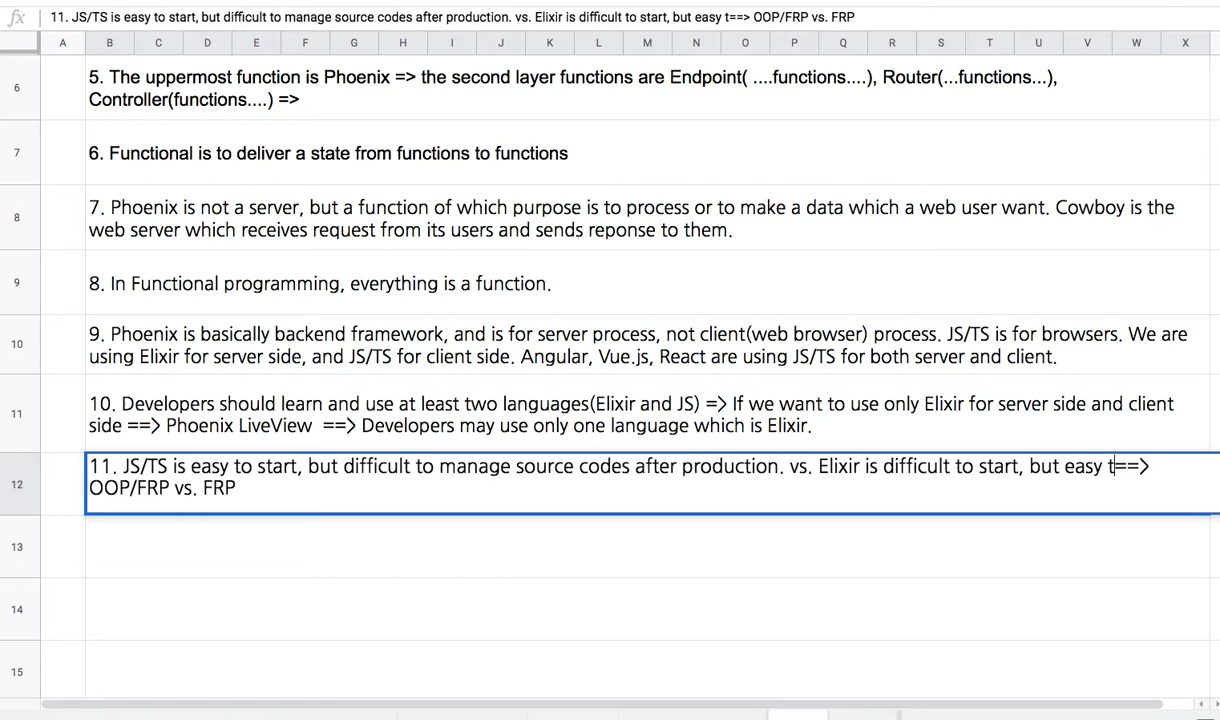 fx 11. JS/TS is easy to start, but difficult to manage source codes after production. vs. Elixir is difficult to start, but easy t==> OOP/FRP vs. FRP
A B C D E F G H I J K L M N O P Q R S T U V W X
6 5. The uppermost function is Phoenix => the second layer functions are Endpoint( ....functions....), Router(...functions...),
Controller(functions....) =>
7 6. Functional is to deliver a state from functions to functions
8 7. Phoenix is not a server, but a function of which purpose is to process or to make a data which a web user want. Cowboy is the
web server which receives request from its users and sends reponse to them.
9 8. In Functional programming, everything is a function.
10 9. Phoenix is basically backend framework, and is for server process, not client(web browser) process. JS/TS is for browsers. We are
using Elixir for server side, and JS/TS for client side. Angular, Vue.js, React are using JS/TS for both server and client.
11 10. Developers should learn and use at least two languages(Elixir and JS) => If we want to use only Elixir for server side and client
side ==> Phoenix LiveView ==> Developers may use only one language which is Elixir.
12 11. JS/TS is easy to start, but difficult to manage source codes after production. vs. Elixir is difficult to start, but easy t==>
OOP/FRP vs. FRP
13
14
15